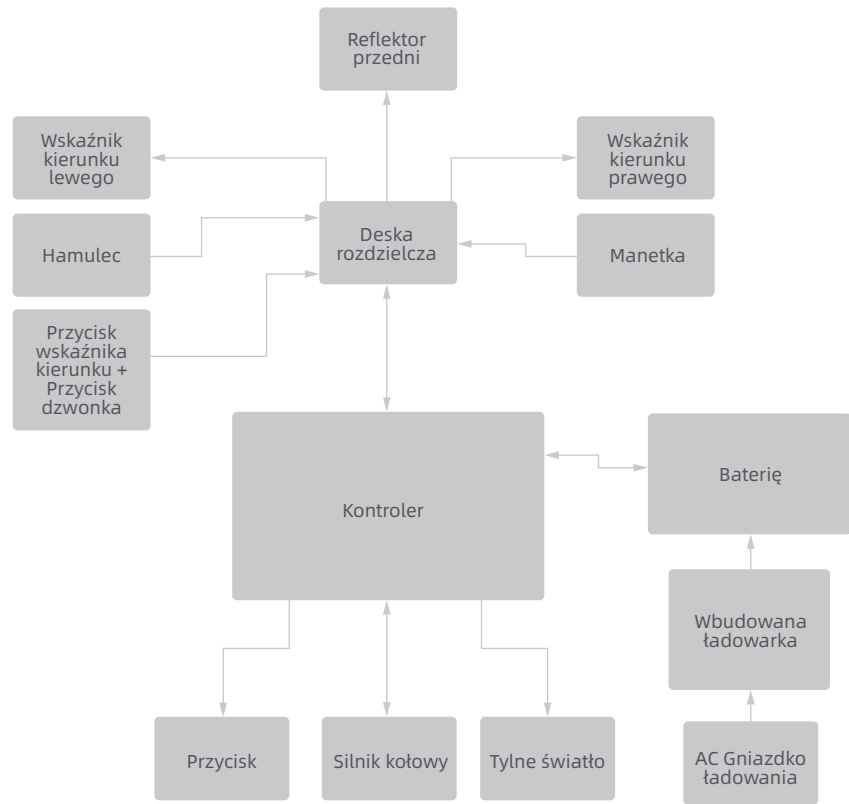 Reflektor
przedni
Wskaźnik
kierunku
lewego
Wskaźnik
kierunku
prawego
Hamulec
Deska
rozdzielcza
Manetka
Przycisk
wskaźnika
kierunku +
Przycisk
dzwonka
Kontroler
Baterię
Wbudowana
ładowarka
Przycisk
Silnik kołowy
Tylne światło
AC Gniazdko
ładowania